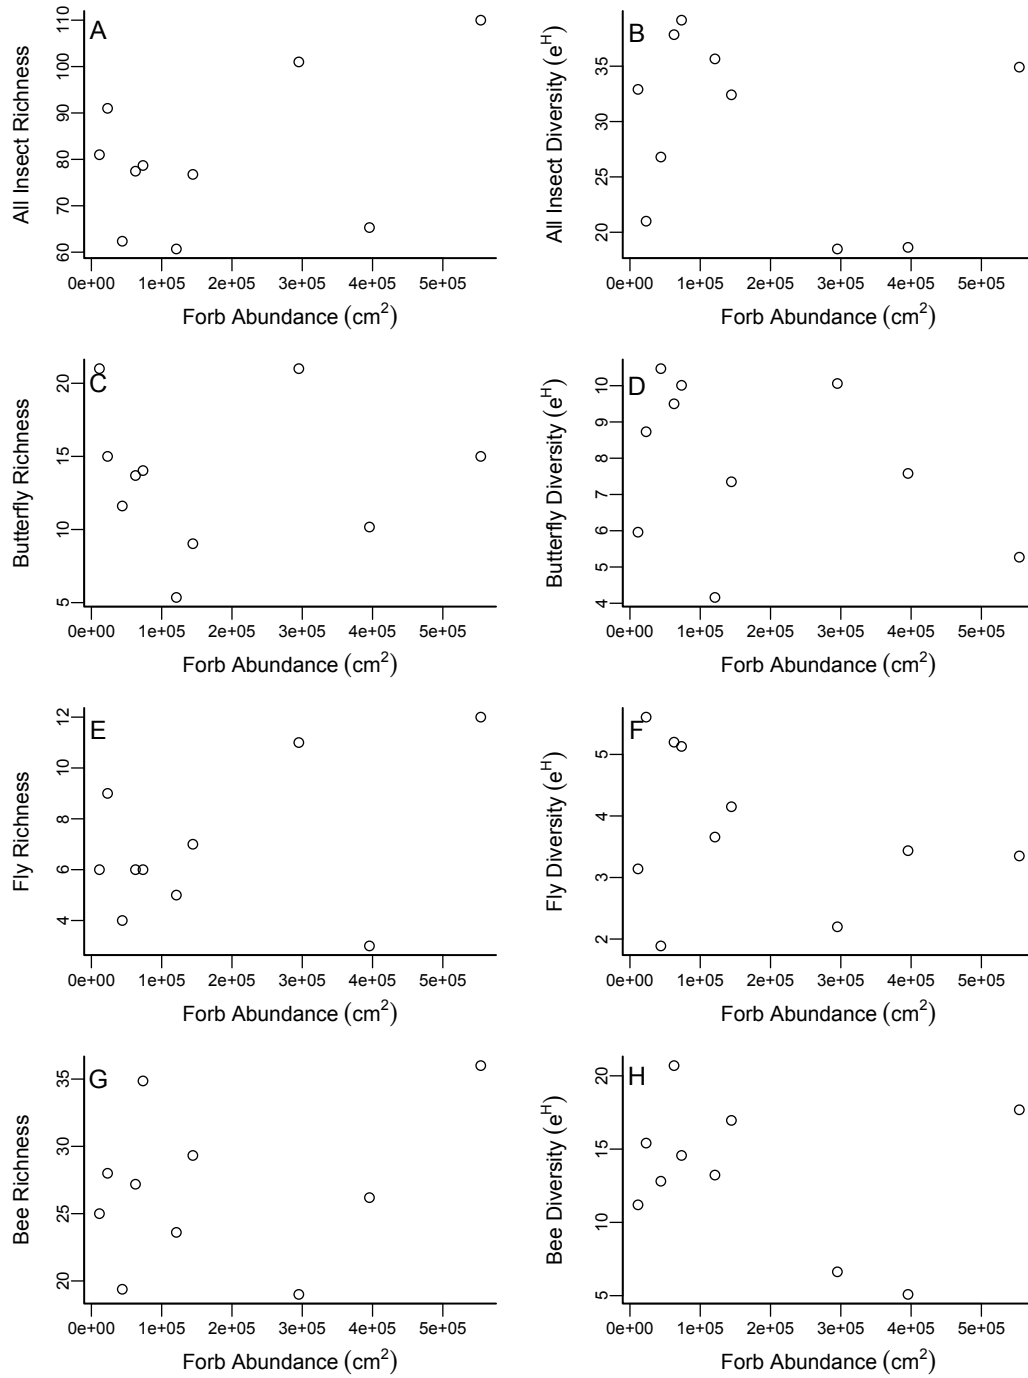 A
All Insect Richness
60 70 80 90 100 110
0e+00 1e+05 2e+05 3e+05 4e+05 5e+05
Forb Abundance (cm²)
B
All Insect Diversity (eᴴ)
20 25 30 35
0e+00 1e+05 2e+05 3e+05 4e+05 5e+05
Forb Abundance (cm²)
C
Butterfly Richness
5 10 15 20
0e+00 1e+05 2e+05 3e+05 4e+05 5e+05
Forb Abundance (cm²)
D
Butterfly Diversity (eᴴ)
4 5 6 7 8 9 10
0e+00 1e+05 2e+05 3e+05 4e+05 5e+05
Forb Abundance (cm²)
E
Fly Richness
4 6 8 10 12
0e+00 1e+05 2e+05 3e+05 4e+05 5e+05
Forb Abundance (cm²)
F
Fly Diversity (eᴴ)
2 3 4 5
0e+00 1e+05 2e+05 3e+05 4e+05 5e+05
Forb Abundance (cm²)
G
Bee Richness
20 25 30 35
0e+00 1e+05 2e+05 3e+05 4e+05 5e+05
Forb Abundance (cm²)
H
Bee Diversity (eᴴ)
5 10 15 20
0e+00 1e+05 2e+05 3e+05 4e+05 5e+05
Forb Abundance (cm²)